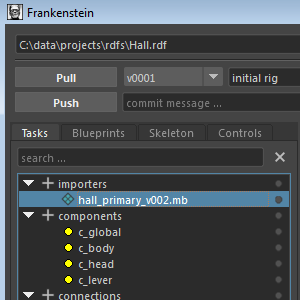 Frankenstein
C:\data\projects\rdfs\Hall.rdf
Pull v0001 initial rig
Push commit message ...
Tasks Blueprints Skeleton Controls
search ...
importers
hall_primary_v002.mb
components
c_global
c_body
c_head
c_lever
connections